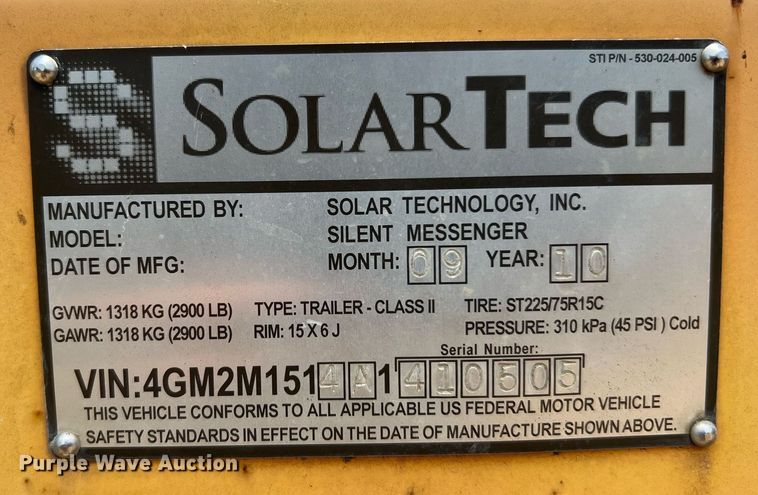 STI P/N - 530-024-005
S SOLARTECH
MANUFACTURED BY: SOLAR TECHNOLOGY, INC.
MODEL: SILENT MESSENGER
DATE OF MFG: MONTH: 09 YEAR: 10
GVWR: 1318 KG (2900 LB) TYPE: TRAILER - CLASS II TIRE: ST225/75R15C
GAWR: 1318 KG (2900 LB) RIM: 15 X 6 J PRESSURE: 310 kPa (45 PSI ) Cold
Serial Number:
VIN:4GM2M1514A1410505
THIS VEHICLE CONFORMS TO ALL APPLICABLE US FEDERAL MOTOR VEHICLE
SAFETY STANDARDS IN EFFECT ON THE DATE OF MANUFACTURE SHOWN ABOVE.
Purple Wave Auction